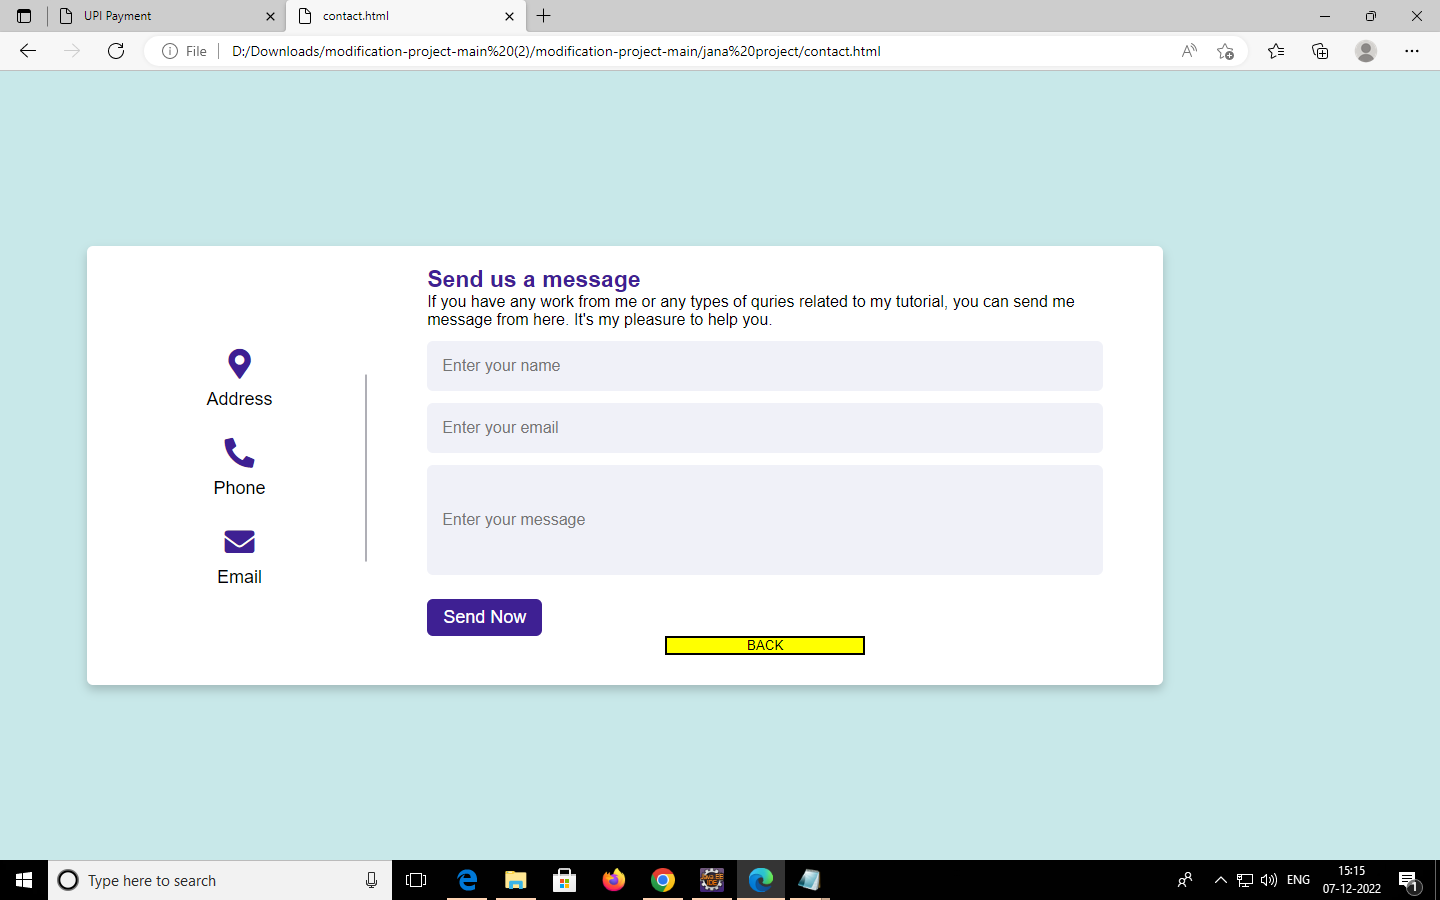 UPI Payment
contact.html
File
D:/Downloads/modification-project-main%20(2)/modification-project-main/jana%20project/contact.html
Send us a message
If you have any work from me or any types of quries related to my tutorial, you can send me
message from here. It's my pleasure to help you.
Address
Phone
Email
Enter your name
Enter your email
Enter your message
Send Now
BACK
Type here to search
ENG
15:15
07-12-2022
1